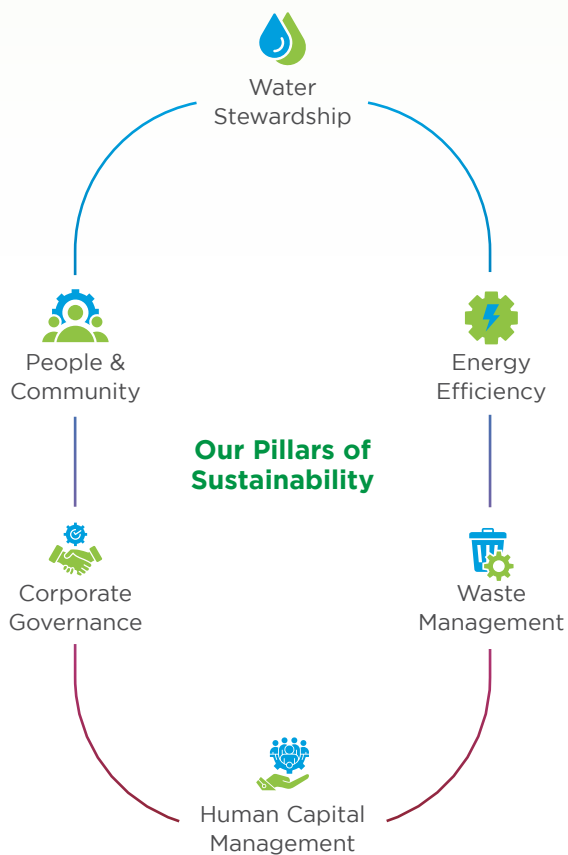 Water
Stewardship
People &
Community
Energy
Efficiency
Our Pillars of
Sustainability
Corporate
Governance
Waste
Management
Human Capital
Management